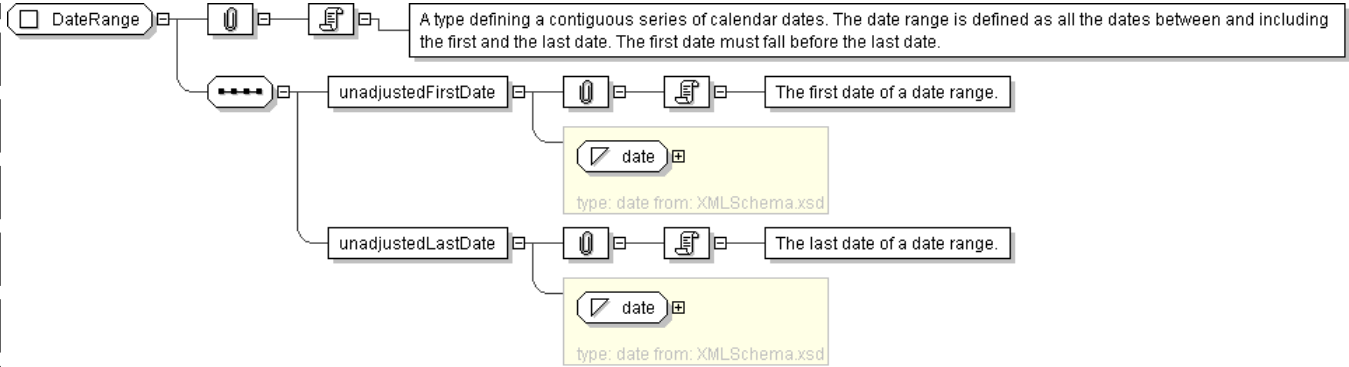 DateRange
A type defining a contiguous series of calendar dates. The date range is defined as all the dates between and including
the first and the last date. The first date must fall before the last date.
unadjustedFirstDate
The first date of a date range.
date
type: date from: XMLSchema.xsd
unadjustedLastDate
The last date of a date range.
date
type: date from: XMLSchema.xsd